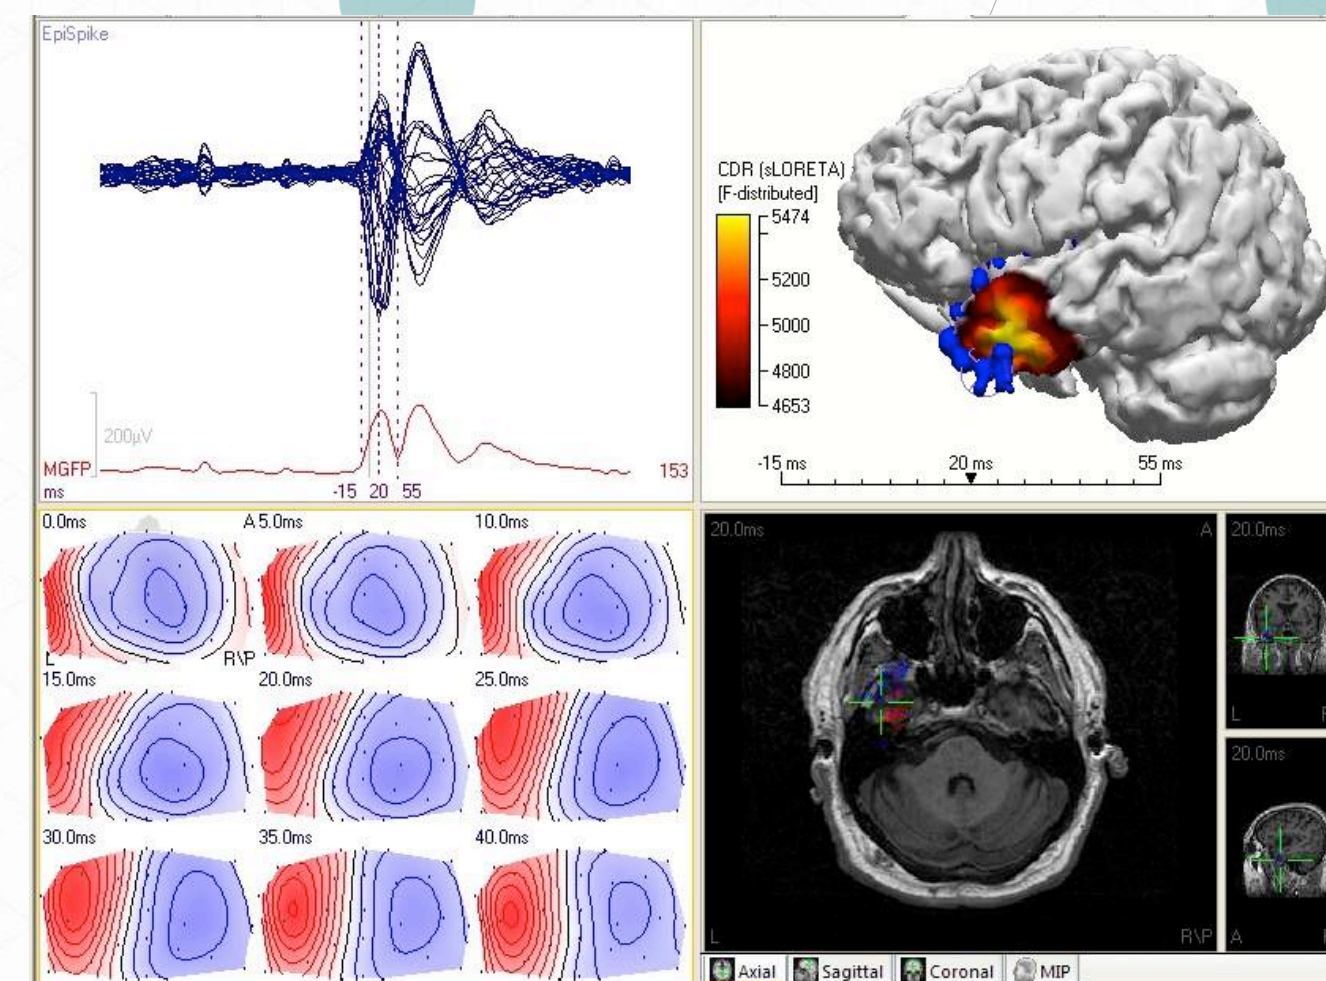 EpiSpike
200µV
MGFP
153
ms
-15 20 55
CDR (sLORETA)
[F-distributed]
5474
5200
5000
4800
4653
-15 ms 20 ms 55 ms
0.0ms A 5.0ms 10.0ms
L R\P
15.0ms 20.0ms 25.0ms
30.0ms 35.0ms 40.0ms
20.0ms A
L R\P
20.0ms
L
20.0ms
A
Axial Sagittal Coronal MIP